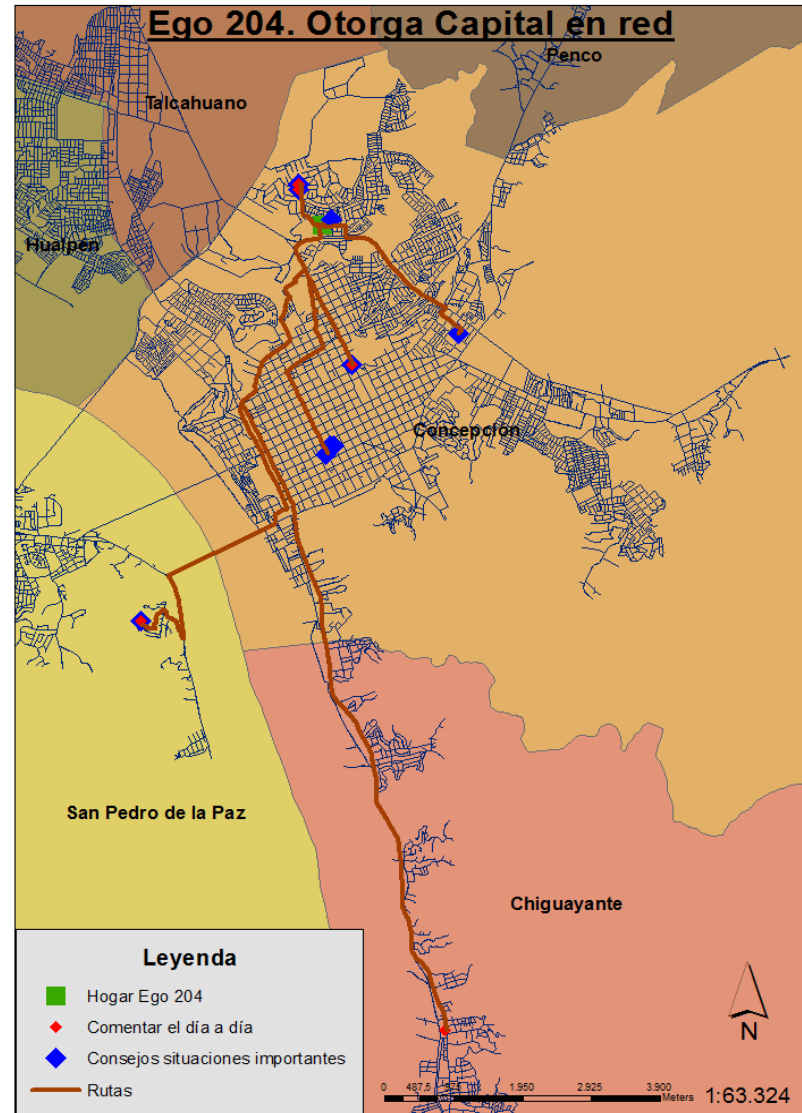 Ego 204. Otorga Capital en red
Penco
Talcahuano
Hualpén
Concepción
San Pedro de la Paz
Chiguayante
Leyenda
Hogar Ego 204
Comentar el día a día
Consejos situaciones importantes
Rutas
N
0 487,5 975 1.950 2.925 3.900
Meters 1:63.324